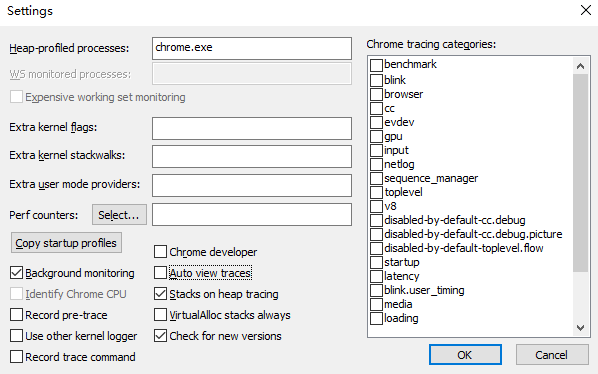 Settings
Heap-profiled processes:
chrome.exe
WS monitored processes:
Expensive working set monitoring
Extra kernel flags:
Extra kernel stackwalks:
Extra user mode providers:
Perf counters:
Select...
Copy startup profiles
Background monitoring
Identify Chrome CPU
Record pre-trace
Use other kernel logger
Record trace command
Chrome developer
Auto view traces
Stacks on heap tracing
VirtualAlloc stacks always
Check for new versions
Chrome tracing categories:
benchmark
blink
browser
cc
evdev
gpu
input
netlog
sequence_manager
toplevel
v8
disabled-by-default-cc.debug
disabled-by-default-cc.debug.picture
disabled-by-default-toplevel.flow
startup
latency
blink.user_timing
media
loading
OK
Cancel